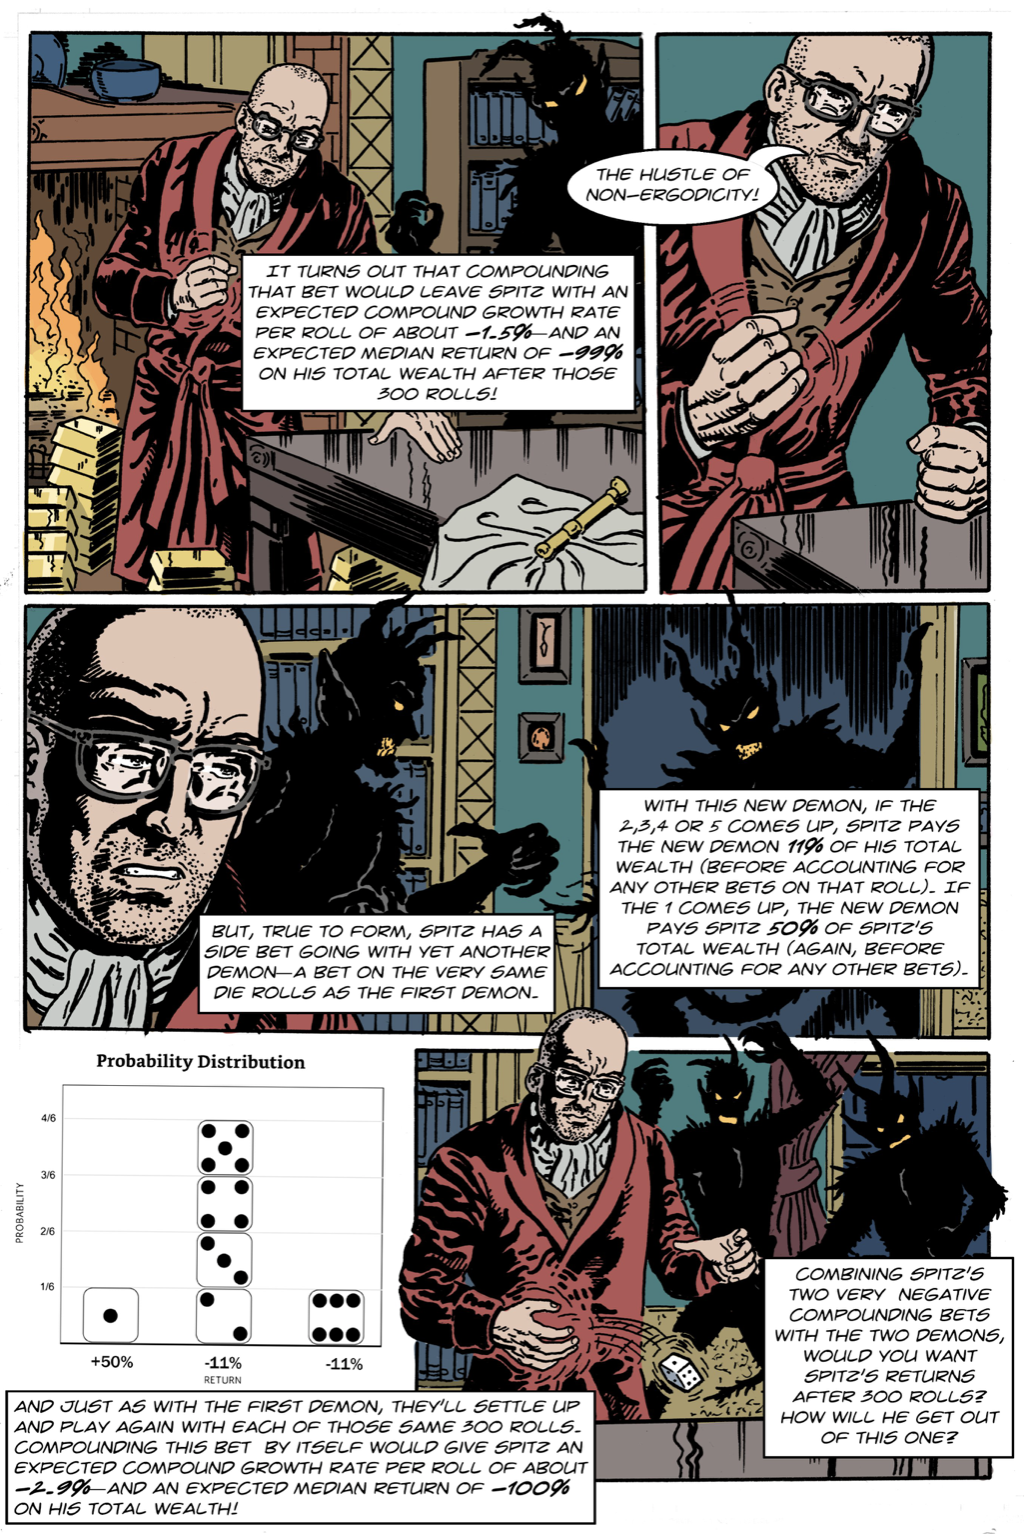 IT TURNS OUT THAT COMPOUNDING
THAT BET WOULD LEAVE SPITZ WITH AN
EXPECTED COMPOUND GROWTH RATE
PER ROLL OF ABOUT -1.5%—AND AN
EXPECTED MEDIAN RETURN OF -99%
ON HIS TOTAL WEALTH AFTER THOSE
300 ROLLS!
THE HUSTLE OF
NON-ERGODICITY!
BUT, TRUE TO FORM, SPITZ HAS A
SIDE BET GOING WITH YET ANOTHER
DEMON—A BET ON THE VERY SAME
DIE ROLLS AS THE FIRST DEMON.
WITH THIS NEW DEMON, IF THE
2,3,4 OR 5 COMES UP, SPITZ PAYS
THE NEW DEMON 11% OF HIS TOTAL
WEALTH (BEFORE ACCOUNTING FOR
ANY OTHER BETS ON THAT ROLL). IF
THE 1 COMES UP, THE NEW DEMON
PAYS SPITZ 50% OF SPITZ'S
TOTAL WEALTH (AGAIN, BEFORE
ACCOUNTING FOR ANY OTHER BETS).
Probability Distribution
PROBABILITY
4/6
3/6
2/6
1/6
+50%
-11%
-11%
RETURN
AND JUST AS WITH THE FIRST DEMON, THEY'LL SETTLE UP
AND PLAY AGAIN WITH EACH OF THOSE SAME 300 ROLLS.
COMPOUNDING THIS BET BY ITSELF WOULD GIVE SPITZ AN
EXPECTED COMPOUND GROWTH RATE PER ROLL OF ABOUT
-2.9%—AND AN EXPECTED MEDIAN RETURN OF -100%
ON HIS TOTAL WEALTH!
COMBINING SPITZ'S
TWO VERY NEGATIVE
COMPOUNDING BETS
WITH THE TWO DEMONS,
WOULD YOU WANT
SPITZ'S RETURNS
AFTER 300 ROLLS?
HOW WILL HE GET OUT
OF THIS ONE?